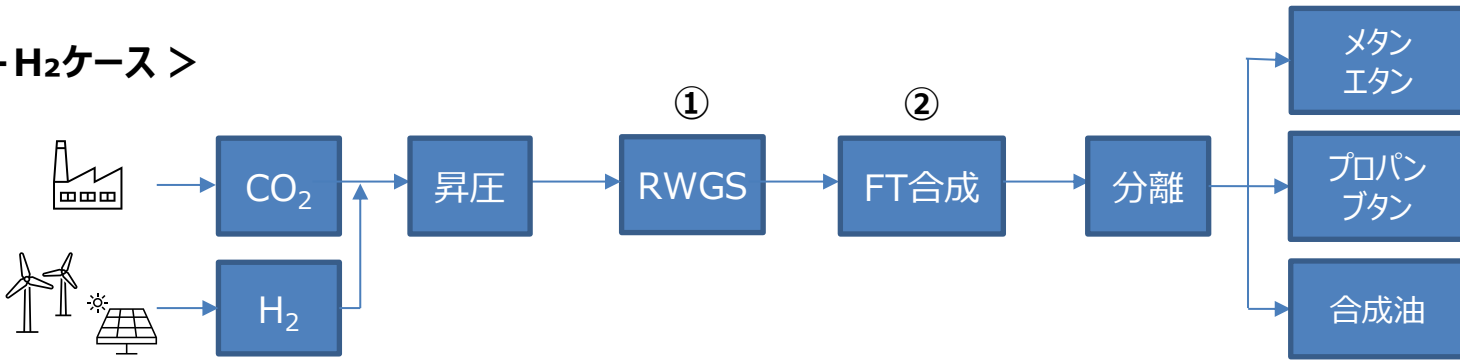 - H₂ケース ＞
①
②
CO₂
昇圧
RWGS
FT合成
分離
H₂
メタン
エタン
プロパン
ブタン
合成油